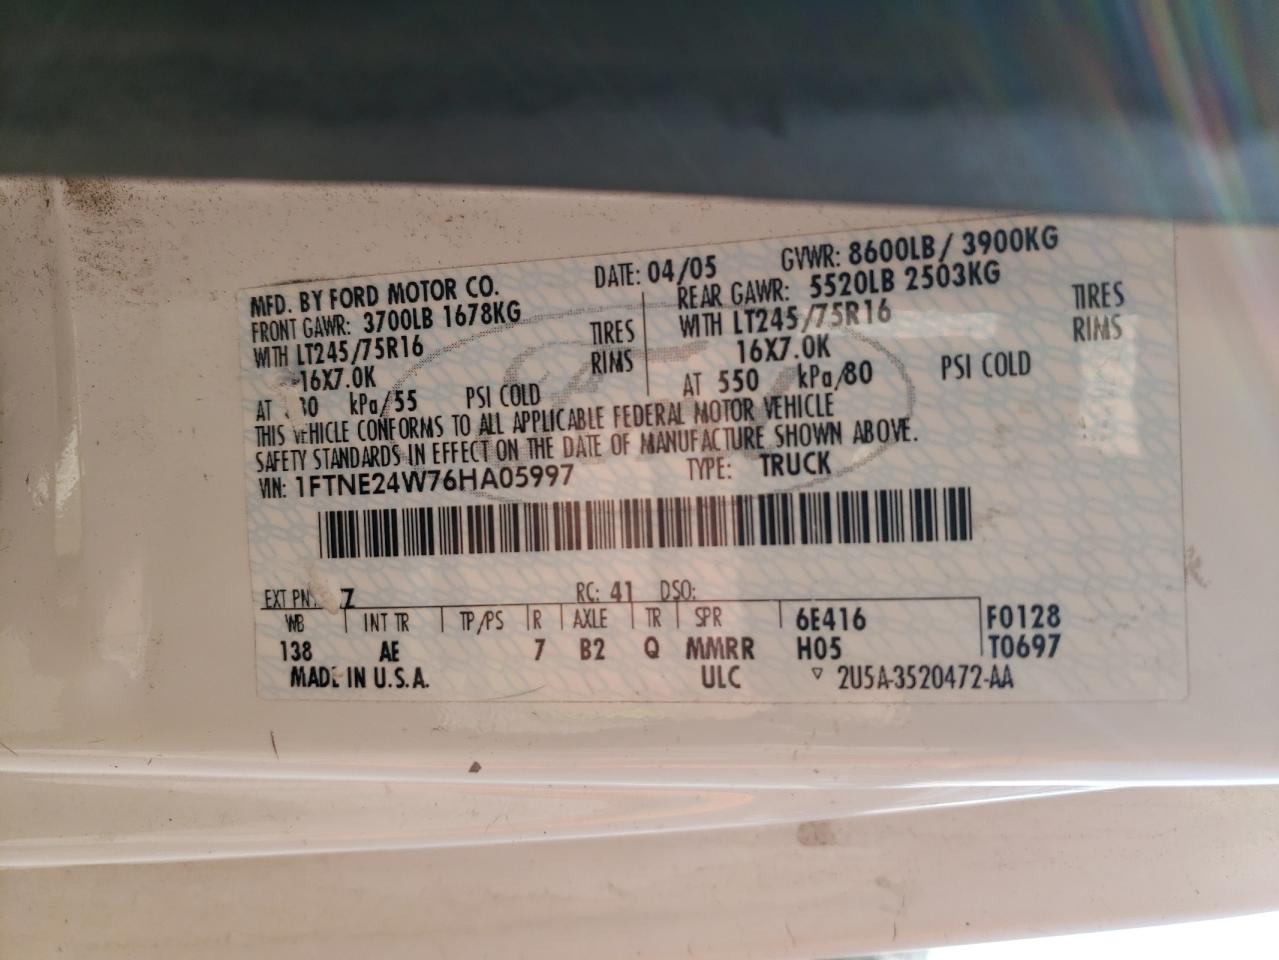 MFD. BY FORD MOTOR CO. DATE: 04/05 GVWR: 8600LB / 3900KG
FRONT GAWR: 3700LB 1678KG REAR GAWR: 5520LB 2503KG
WITH LT245/75R16 TIRES WITH LT245/75R16 TIRES
16X7.0K RIMS 16X7.0K RIMS
AT kPa/55 PSI COLD AT 550 kPa/80 PSI COLD
THIS VEHICLE CONFORMS TO ALL APPLICABLE FEDERAL MOTOR VEHICLE
SAFETY STANDARDS IN EFFECT ON THE DATE OF MANUFACTURE SHOWN ABOVE.
VIN: 1FTNE24W76HA05997 TYPE: TRUCK
EXT PNT: Z RC: 41 DSO:
WB INT TR TP/PS R AXLE TR SPR 6E416 F0128
138 AE 7 B2 Q MMRR H05 T0697
MADE IN U.S.A. ULC ▽ 2U5A-3520472-AA